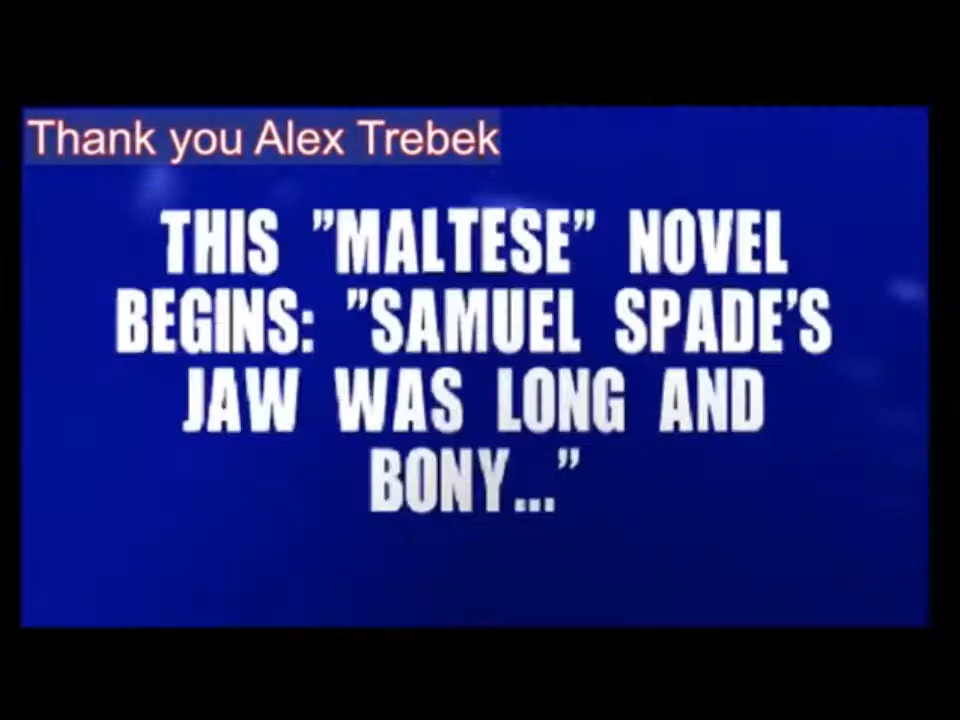 Thank you Alex Trebek
THIS "MALTESE" NOVEL
BEGINS: "SAMUEL SPADE'S
JAW WAS LONG AND
BONY..."